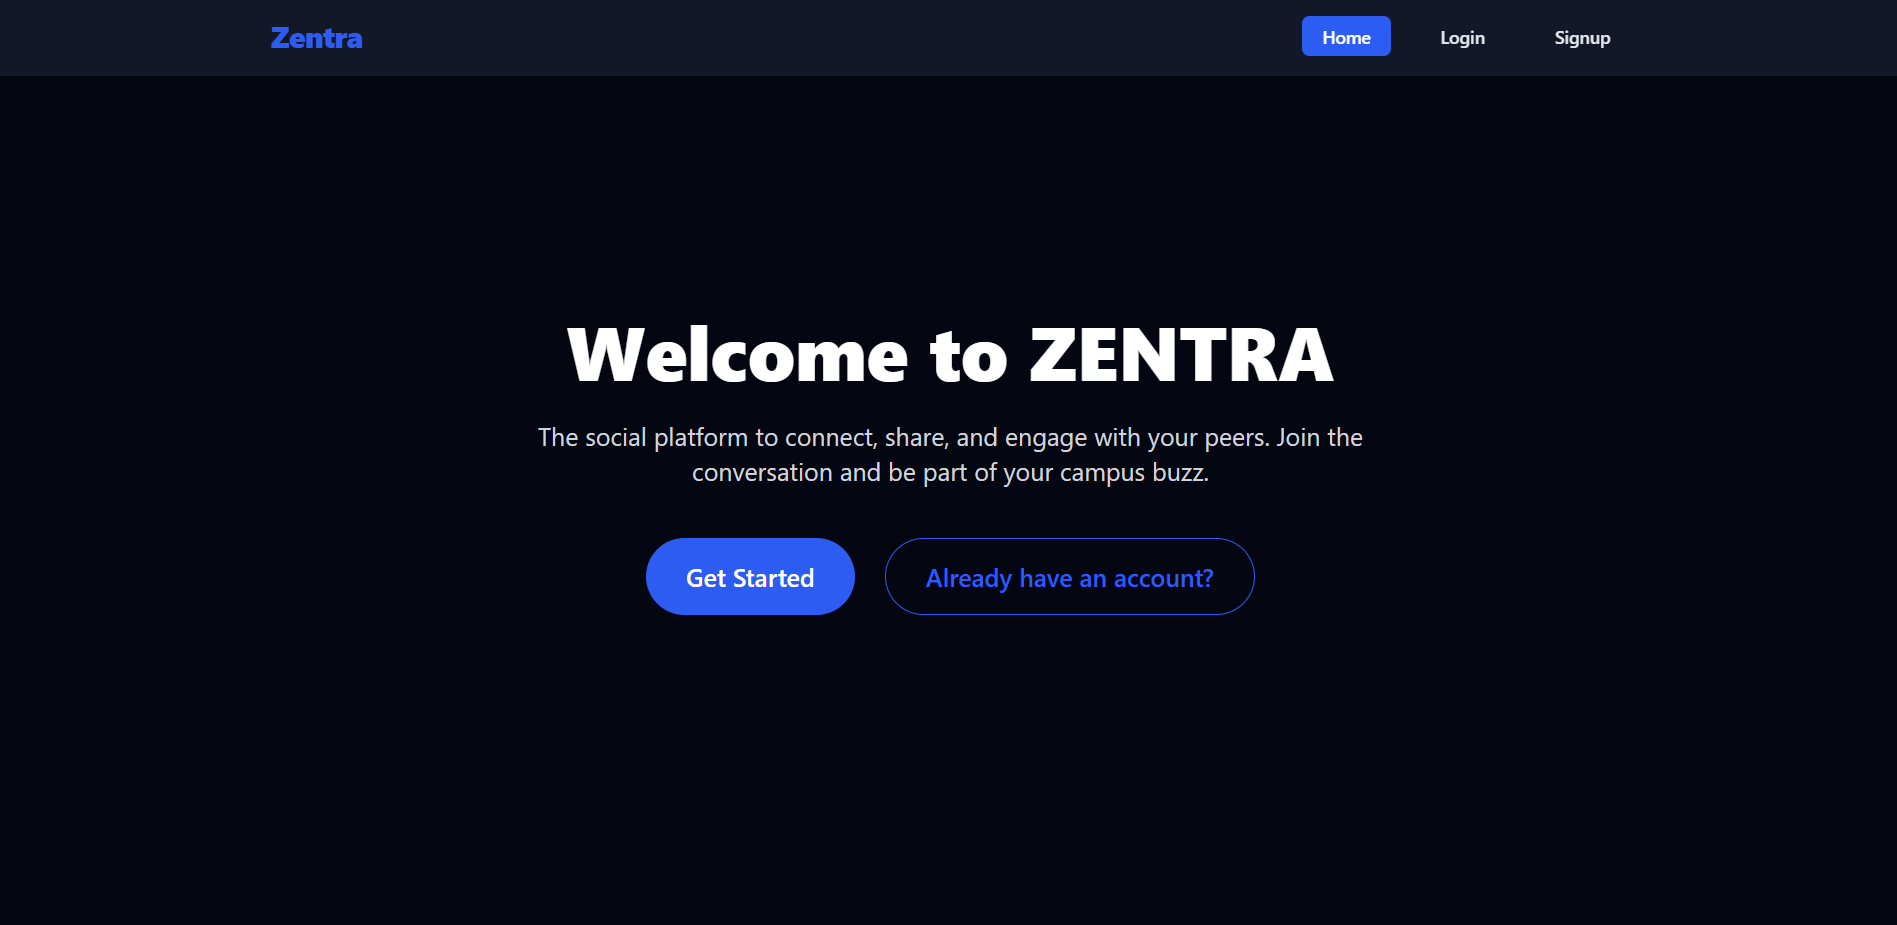 Zentra
Home
Login
Signup
Welcome to ZENTRA
The social platform to connect, share, and engage with your peers. Join the
conversation and be part of your campus buzz.
Get Started
Already have an account?